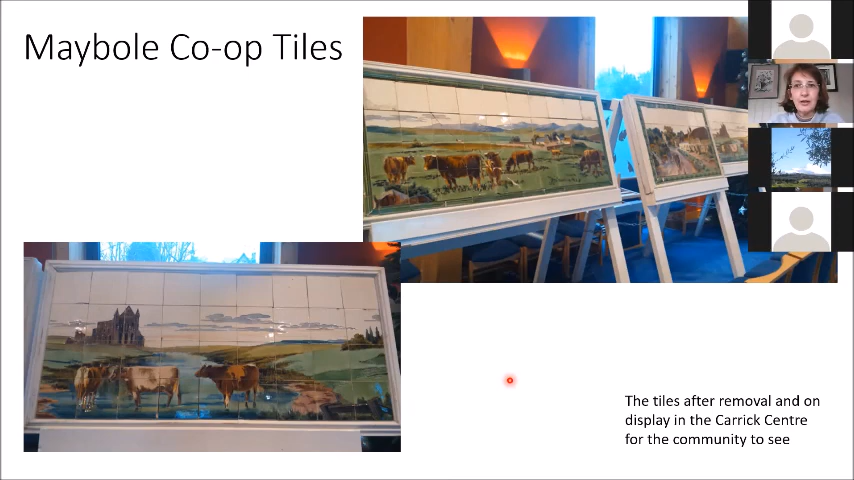 Maybole Co-op Tiles
The tiles after removal and on
display in the Carrick Centre
for the community to see